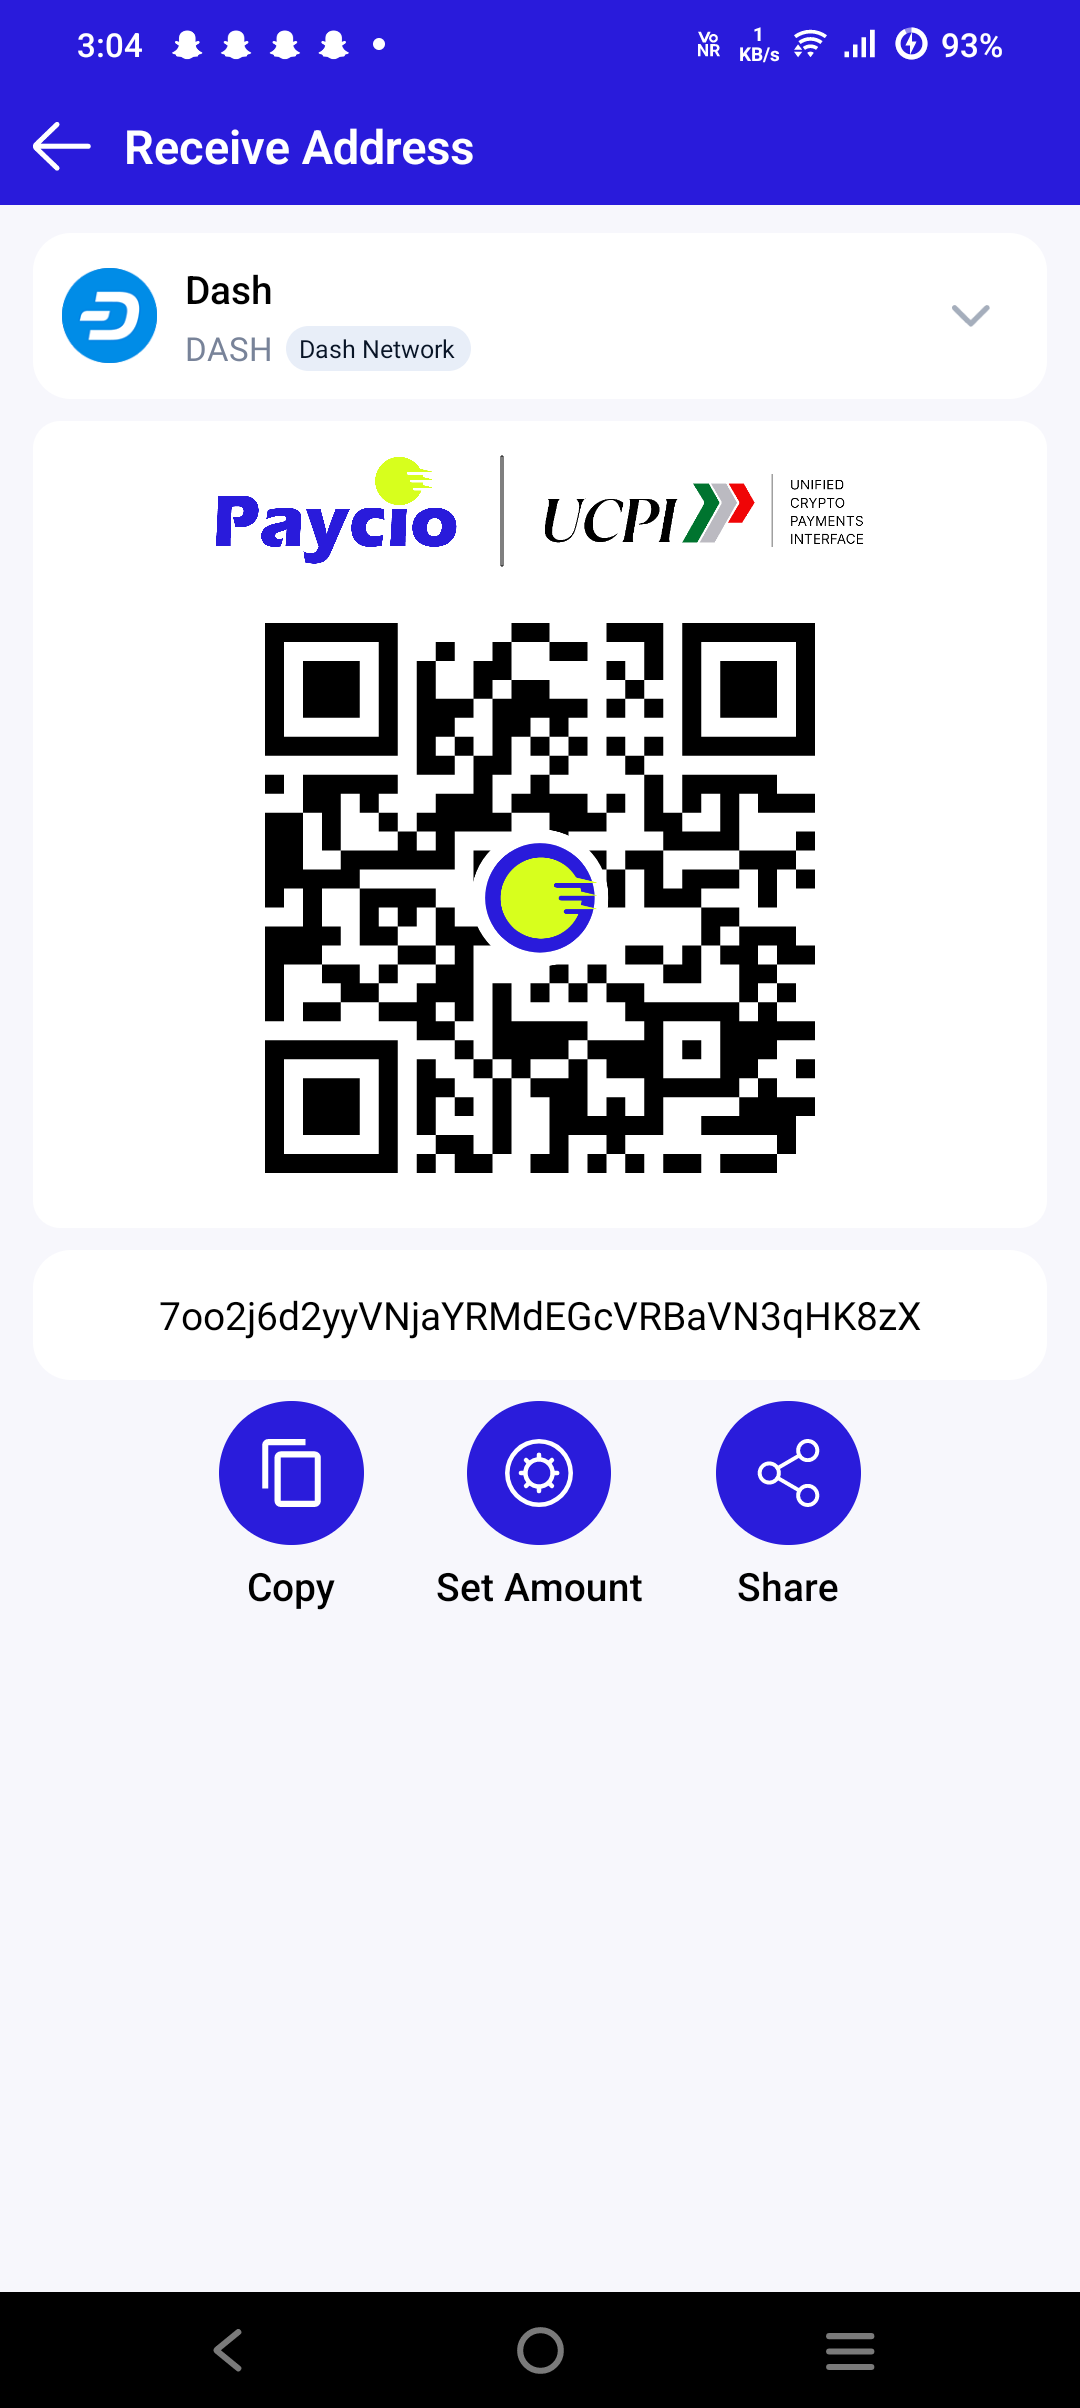 3:04
Vo
NR
1
KB/s
93%
Receive Address
Dash
DASH
Dash Network
Paycio
UCPI
UNIFIED
CRYPTO
PAYMENTS
INTERFACE
7oo2j6d2yyVNjaYRMdEGcVRBaVN3qHK8zX
Copy
Set Amount
Share